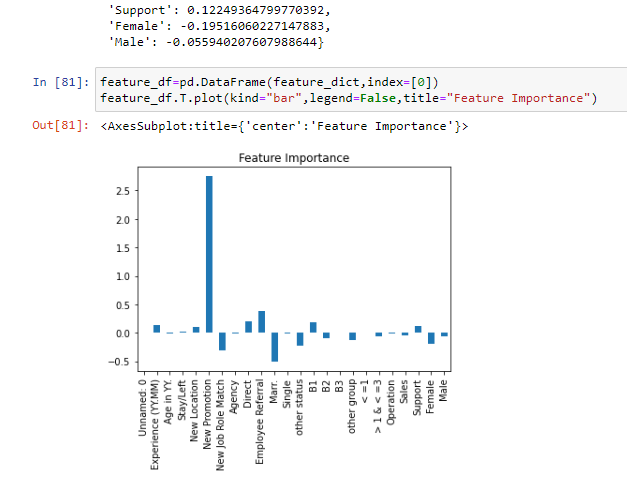 'Support': 0.12249364799770392,
'Female': -0.19516060227147883,
'Male': -0.055940207607988644}
In [81]: feature_df=pd.DataFrame(feature_dict,index=[0])
feature_df.T.plot(kind="bar",legend=False,title="Feature Importance")
Out[81]: <AxesSubplot:title={'center':'Feature Importance'}>
Feature Importance
2.5
2.0
1.5
1.0
0.5
0.0
−0.5
Unnamed: 0
Experience (YY.MM)
Age in YY.
Stay/Left
New Location
New Promotion
New Job Role Match
Agency
Direct
Employee Referral
Marr.
Single
other status
B1
B2
B3
other group
< =1
> 1 & < =3
Operation
Sales
Support
Female
Male